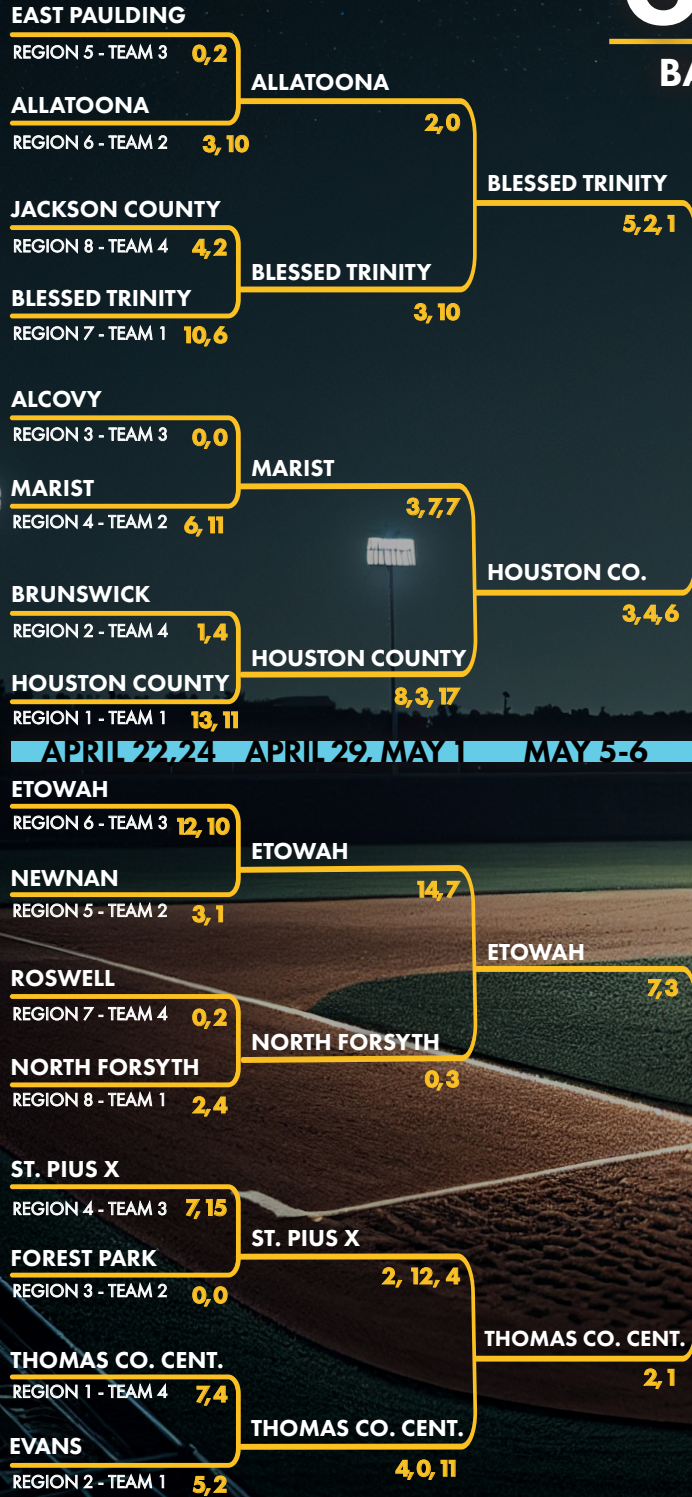 EAST PAULDING
REGION 5 - TEAM 3 0,2
ALLATOONA
REGION 6 - TEAM 2 3, 10
ALLATOONA
2,0
JACKSON COUNTY
REGION 8 - TEAM 4 4,2
BLESSED TRINITY
REGION 7 - TEAM 1 10,6
BLESSED TRINITY
3, 10
BLESSED TRINITY
5,2,1
BA
ALCOVY
REGION 3 - TEAM 3 0,0
MARIST
REGION 4 - TEAM 2 6, 11
MARIST
3,7,7
BRUNSWICK
REGION 2 - TEAM 4 1,4
HOUSTON COUNTY
REGION 1 - TEAM 1 13, 11
HOUSTON COUNTY
8,3, 17
HOUSTON CO.
3,4,6
APRIL 22,24 APRIL 29, MAY 1 MAY 5-6
ETOWAH
REGION 6 - TEAM 3 12, 10
NEWNAN
REGION 5 - TEAM 2 3, 1
ETOWAH
14,7
ROSWELL
REGION 7 - TEAM 4 0,2
NORTH FORSYTH
REGION 8 - TEAM 1 2,4
NORTH FORSYTH
0,3
ETOWAH
7,3
ST. PIUS X
REGION 4 - TEAM 3 7, 15
FOREST PARK
REGION 3 - TEAM 2 0,0
ST. PIUS X
2, 12, 4
THOMAS CO. CENT.
REGION 1 - TEAM 4 7,4
EVANS
REGION 2 - TEAM 1 5,2
THOMAS CO. CENT.
4,0, 11
THOMAS CO. CENT.
2, 1